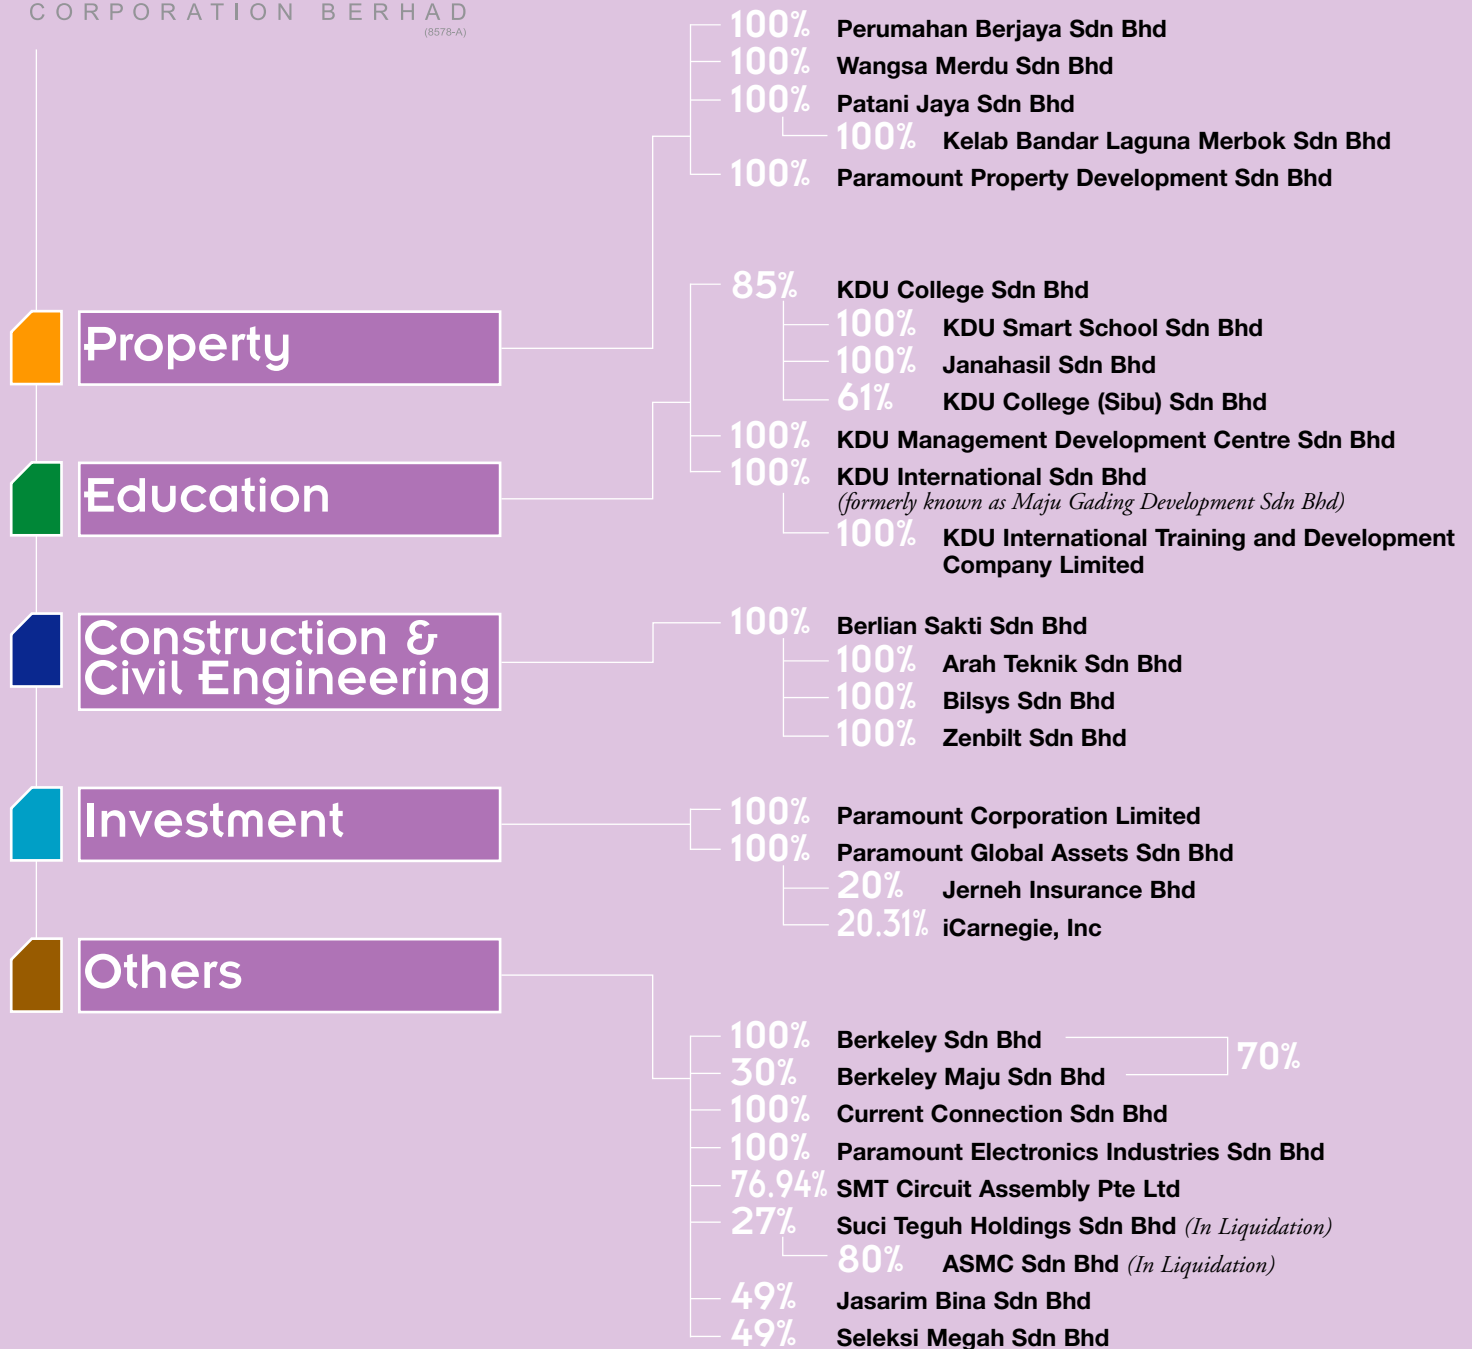 CORPORATION BERHAD
(8578-A)
100% Perumahan Berjaya Sdn Bhd
100% Wangsa Merdu Sdn Bhd
100% Patani Jaya Sdn Bhd
100% Kelab Bandar Laguna Merbok Sdn Bhd
100% Paramount Property Development Sdn Bhd
Property
85% KDU College Sdn Bhd
100% KDU Smart School Sdn Bhd
100% Janahasil Sdn Bhd
61% KDU College (Sibu) Sdn Bhd
100% KDU Management Development Centre Sdn Bhd
Education
100% KDU International Sdn Bhd
(formerly known as Maju Gading Development Sdn Bhd)
100% KDU International Training and Development
Company Limited
Construction &
Civil Engineering
100% Berlian Sakti Sdn Bhd
100% Arah Teknik Sdn Bhd
100% Bilsys Sdn Bhd
100% Zenbilt Sdn Bhd
Investment
100% Paramount Corporation Limited
100% Paramount Global Assets Sdn Bhd
20% Jerneh Insurance Bhd
20.31% iCarnegie, Inc
Others
100% Berkeley Sdn Bhd
70%
30% Berkeley Maju Sdn Bhd
100% Current Connection Sdn Bhd
100% Paramount Electronics Industries Sdn Bhd
76.94% SMT Circuit Assembly Pte Ltd
27% Suci Teguh Holdings Sdn Bhd (In Liquidation)
80% ASMC Sdn Bhd (In Liquidation)
49% Jasarim Bina Sdn Bhd
49% Seleksi Megah Sdn Bhd